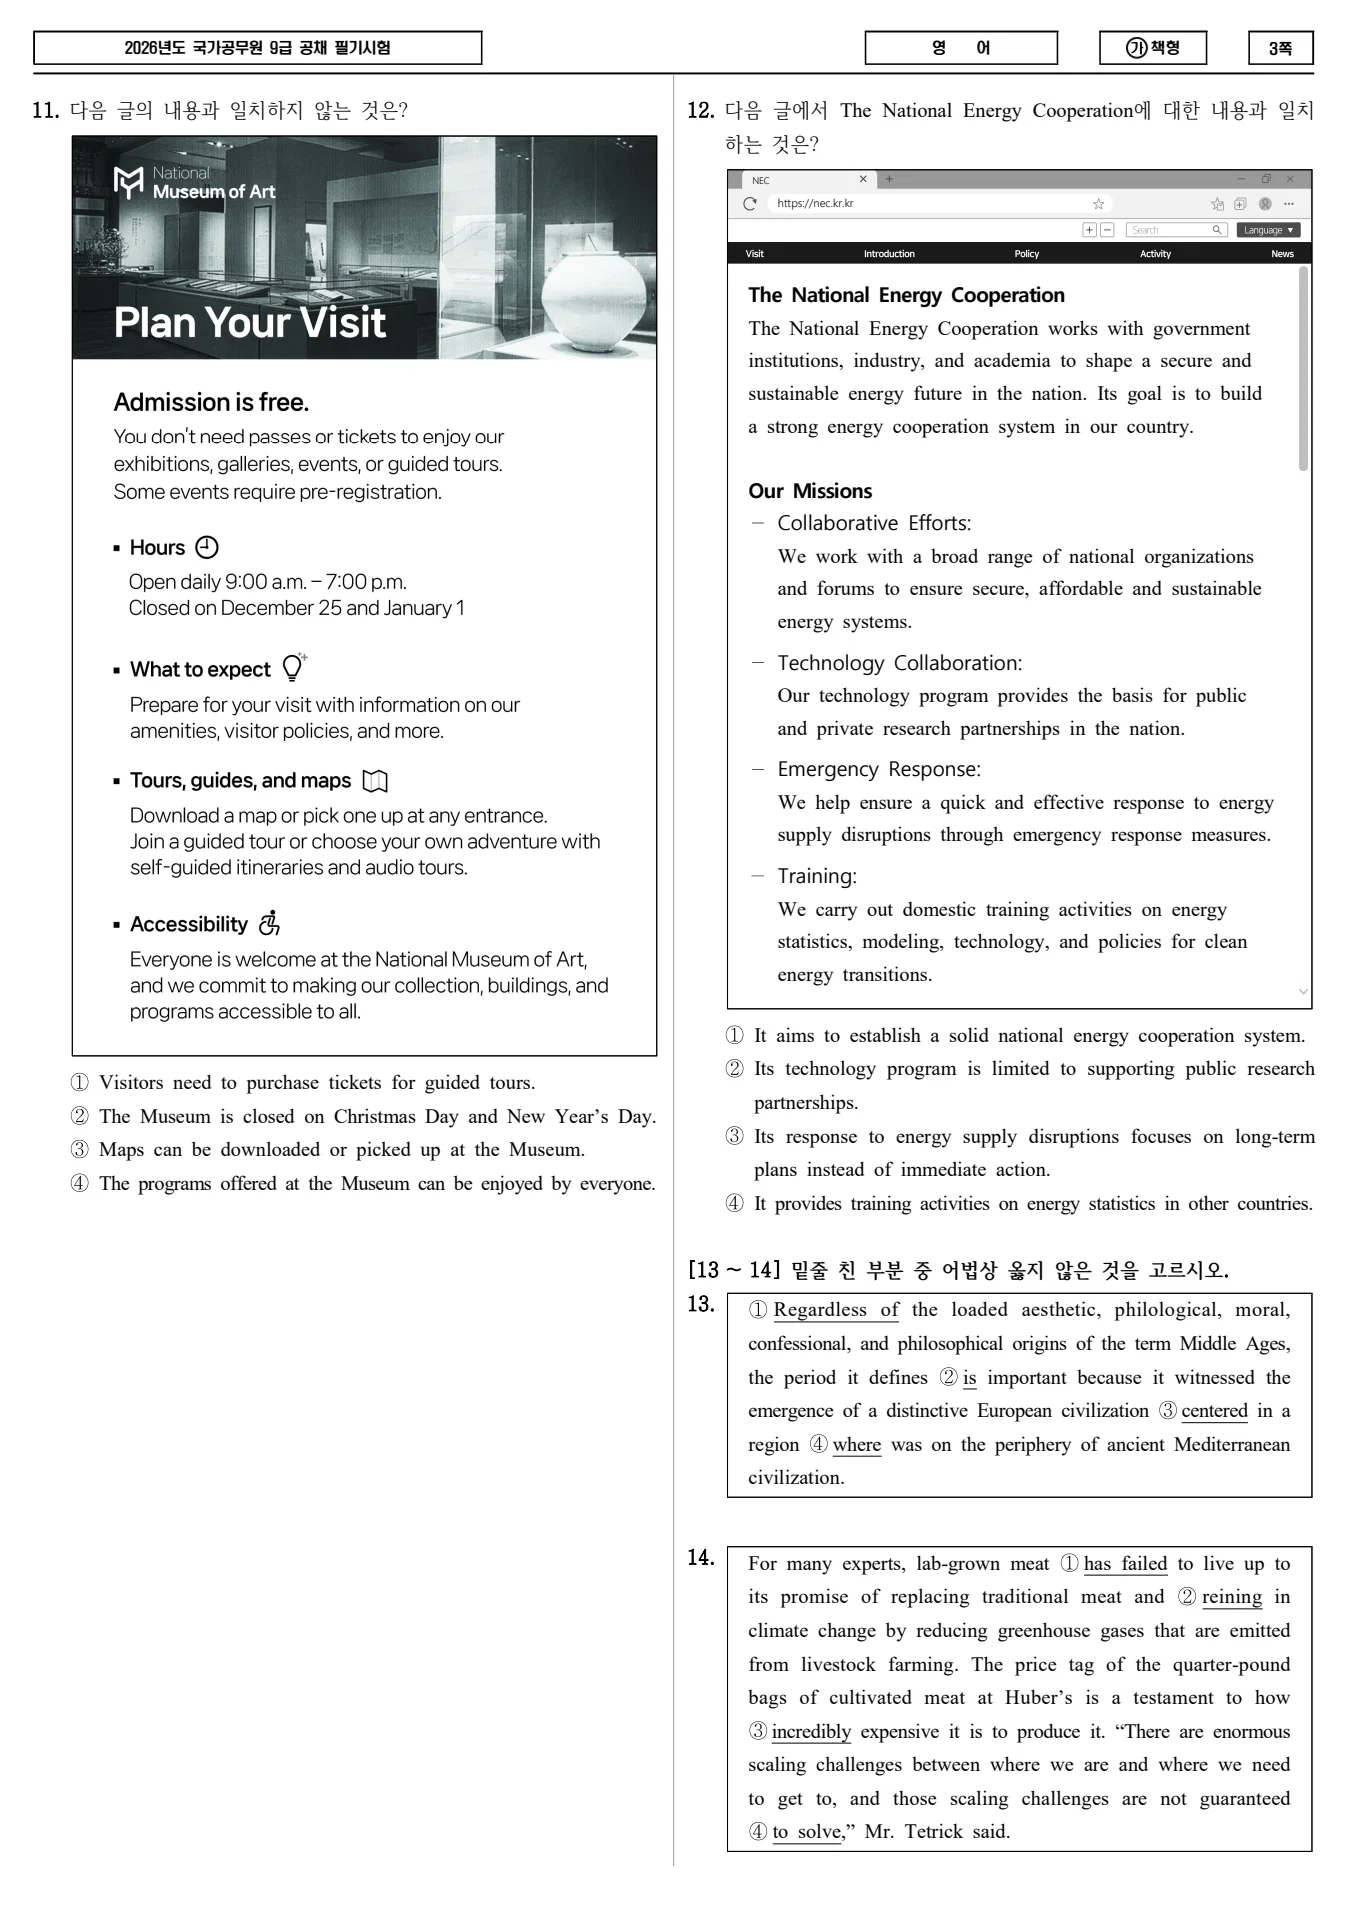 2026년도 국가공무원 9급 공채 필기시험
영 어
㉮책형
3쪽
11. 다음 글의 내용과 일치하지 않는 것은?
National
Museum of Art
Plan Your Visit
Admission is free.
You don't need passes or tickets to enjoy our
exhibitions, galleries, events, or guided tours.
Some events require pre-registration.
▪ Hours
Open daily 9:00 a.m. – 7:00 p.m.
Closed on December 25 and January 1
▪ What to expect
Prepare for your visit with information on our
amenities, visitor policies, and more.
▪ Tours, guides, and maps
Download a map or pick one up at any entrance.
Join a guided tour or choose your own adventure with
self-guided itineraries and audio tours.
▪ Accessibility
Everyone is welcome at the National Museum of Art,
and we commit to making our collection, buildings, and
programs accessible to all.
① Visitors need to purchase tickets for guided tours.
② The Museum is closed on Christmas Day and New Year's Day.
③ Maps can be downloaded or picked up at the Museum.
④ The programs offered at the Museum can be enjoyed by everyone.
12. 다음 글에서 The National Energy Cooperation에 대한 내용과 일치
하는 것은?
NEC
https://nec.kr.kr
Search
Language ▼
Visit Introduction Policy Activity News
The National Energy Cooperation
The National Energy Cooperation works with government
institutions, industry, and academia to shape a secure and
sustainable energy future in the nation. Its goal is to build
a strong energy cooperation system in our country.
Our Missions
– Collaborative Efforts:
We work with a broad range of national organizations
and forums to ensure secure, affordable and sustainable
energy systems.
– Technology Collaboration:
Our technology program provides the basis for public
and private research partnerships in the nation.
– Emergency Response:
We help ensure a quick and effective response to energy
supply disruptions through emergency response measures.
– Training:
We carry out domestic training activities on energy
statistics, modeling, technology, and policies for clean
energy transitions.
① It aims to establish a solid national energy cooperation system.
② Its technology program is limited to supporting public research
partnerships.
③ Its response to energy supply disruptions focuses on long-term
plans instead of immediate action.
④ It provides training activities on energy statistics in other countries.
[13 ~ 14] 밑줄 친 부분 중 어법상 옳지 않은 것을 고르시오.
13.
① Regardless of the loaded aesthetic, philological, moral,
confessional, and philosophical origins of the term Middle Ages,
the period it defines ② is important because it witnessed the
emergence of a distinctive European civilization ③ centered in a
region ④ where was on the periphery of ancient Mediterranean
civilization.
14.
For many experts, lab-grown meat ① has failed to live up to
its promise of replacing traditional meat and ② reining in
climate change by reducing greenhouse gases that are emitted
from livestock farming. The price tag of the quarter-pound
bags of cultivated meat at Huber's is a testament to how
③ incredibly expensive it is to produce it. “There are enormous
scaling challenges between where we are and where we need
to get to, and those scaling challenges are not guaranteed
④ to solve,” Mr. Tetrick said.